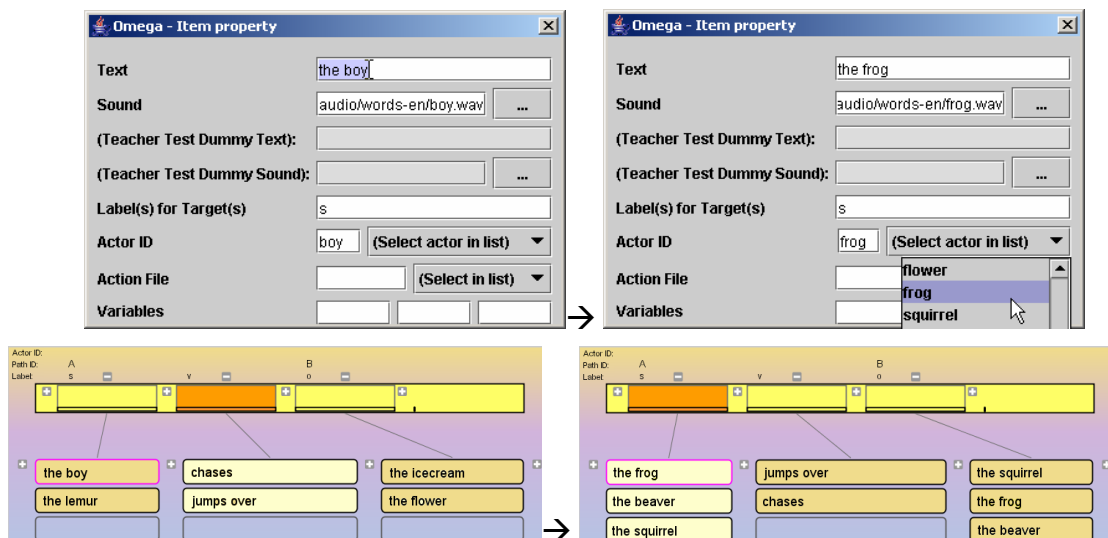 Omega - Item property
Text the boy
Sound audio/words-en/boy.wav ...
(Teacher Test Dummy Text):
(Teacher Test Dummy Sound): ...
Label(s) for Target(s) s
Actor ID boy (Select actor in list)
Action File (Select in list)
Variables
→
Omega - Item property
Text the frog
Sound audio/words-en/frog.wav ...
(Teacher Test Dummy Text):
(Teacher Test Dummy Sound): ...
Label(s) for Target(s) s
Actor ID frog (Select actor in list)
Action File flower
frog
Variables squirrel
Actor ID:
Path ID: A B
Label: s v o
the boy chases the icecream
the lemur jumps over the flower
→
Actor ID:
Path ID: A B
Label: s v o
the frog jumps over the squirrel
the beaver chases the frog
the squirrel the beaver